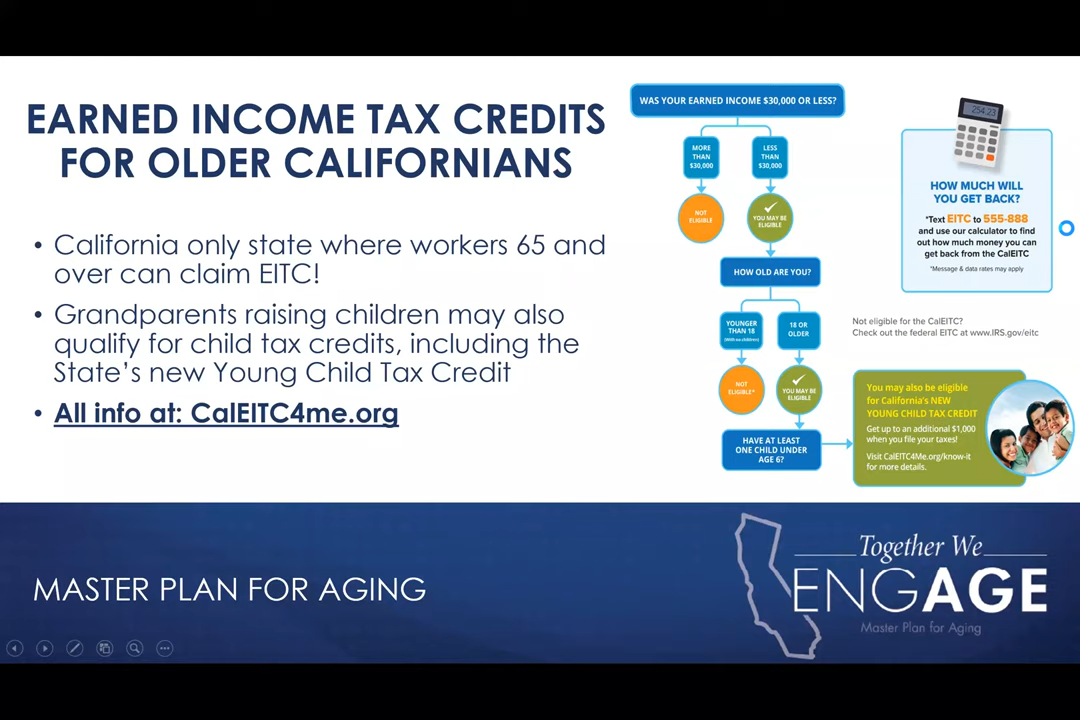 EARNED INCOME TAX CREDITS
FOR OLDER CALIFORNIANS
• California only state where workers 65 and
over can claim EITC!
• Grandparents raising children may also
qualify for child tax credits, including the
State’s new Young Child Tax Credit
• All info at: CalEITC4me.org
WAS YOUR EARNED INCOME $30,000 OR LESS?
MORE
THAN
$30,000
LESS
THAN
$30,000
NOT
ELIGIBLE
YOU MAY BE
ELIGIBLE
HOW OLD ARE YOU?
YOUNGER
THAN 18
(With no children)
18 OR
OLDER
NOT
ELIGIBLE*
YOU MAY BE
ELIGIBLE
HAVE AT LEAST
ONE CHILD UNDER
AGE 6?
254.23
HOW MUCH WILL
YOU GET BACK?
*Text EITC to 555-888
and use our calculator to find
out how much money you can
get back from the CalEITC
*Message & data rates may apply
Not eligible for the CalEITC?
Check out the federal EITC at www.IRS.gov/eitc
You may also be eligible
for California's NEW
YOUNG CHILD TAX CREDIT
Get up to an additional $1,000
when you file your taxes!
Visit CalEITC4Me.org/know-it
for more details.
MASTER PLAN FOR AGING
Together We
ENGAGE
Master Plan for Aging